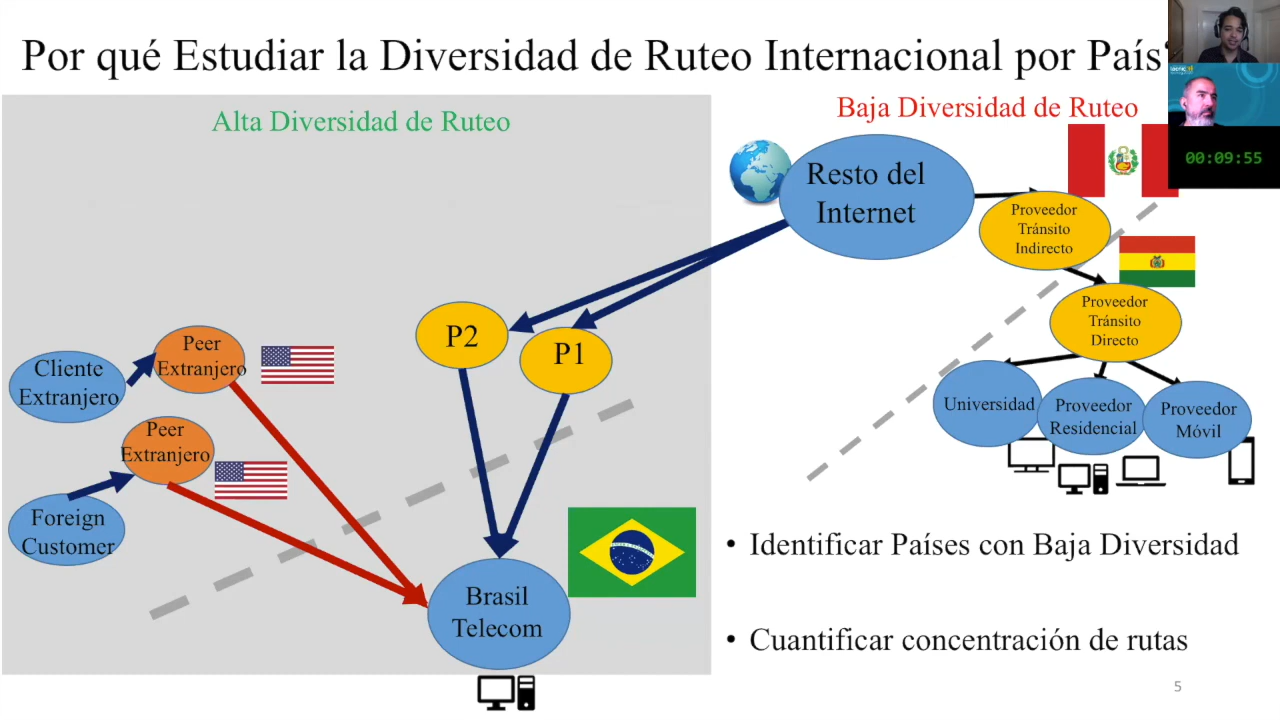 Por qué Estudiar la Diversidad de Ruteo Internacional por País
Alta Diversidad de Ruteo
Baja Diversidad de Ruteo
00:09:55
Resto del
Internet
Proveedor
Tránsito
Indirecto
Proveedor
Tránsito
Directo
P2
P1
Peer
Extranjero
Cliente
Extranjero
Peer
Extranjero
Foreign
Customer
Universidad
Proveedor
Residencial
Proveedor
Móvil
Brasil
Telecom
• Identificar Países con Baja Diversidad
• Cuantificar concentración de rutas
5